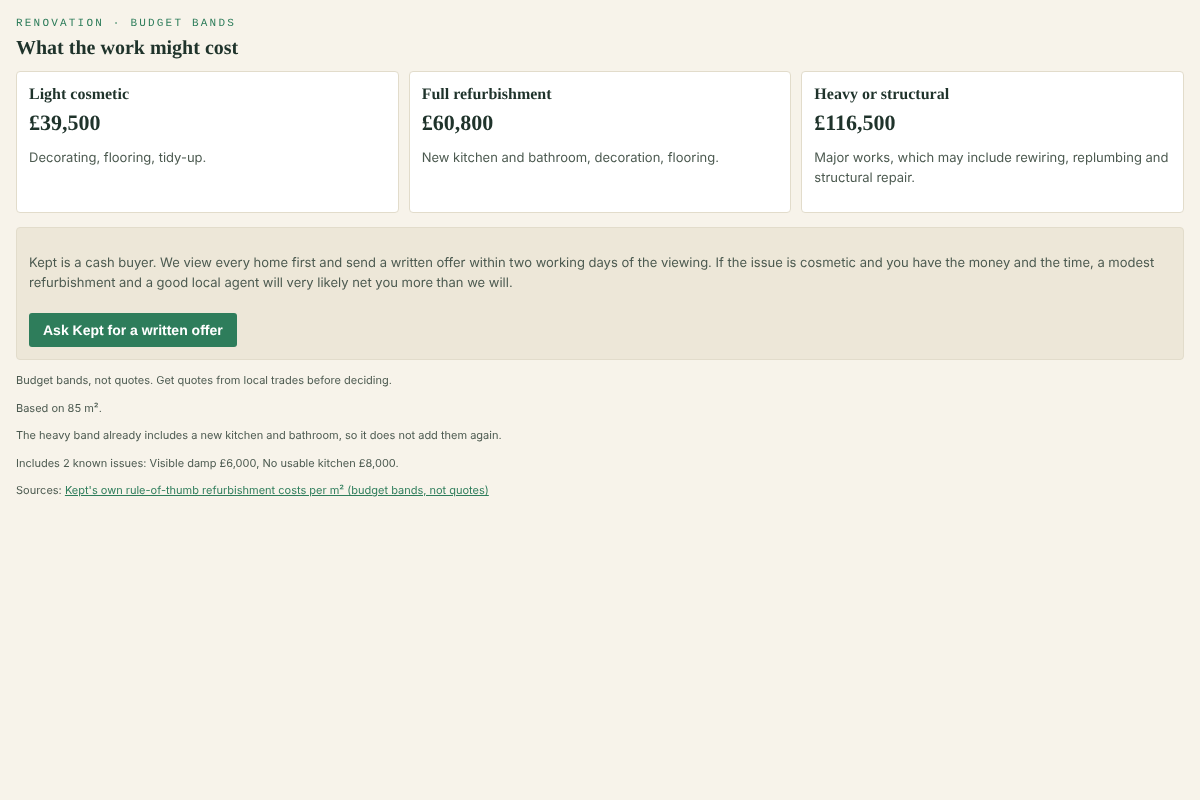 RENOVATION · BUDGET BANDS
What the work might cost
Light cosmetic
£39,500
Decorating, flooring, tidy-up.
Full refurbishment
£60,800
New kitchen and bathroom, decoration, flooring.
Heavy or structural
£116,500
Major works, which may include rewiring, replumbing and
structural repair.
Kept is a cash buyer. We view every home first and send a written offer within two working days of the viewing. If the issue is cosmetic and you have the money and the time, a modest
refurbishment and a good local agent will very likely net you more than we will.
Ask Kept for a written offer
Budget bands, not quotes. Get quotes from local trades before deciding.
Based on 85 m².
The heavy band already includes a new kitchen and bathroom, so it does not add them again.
Includes 2 known issues: Visible damp £6,000, No usable kitchen £8,000.
Sources: Kept's own rule-of-thumb refurbishment costs per m² (budget bands, not quotes)